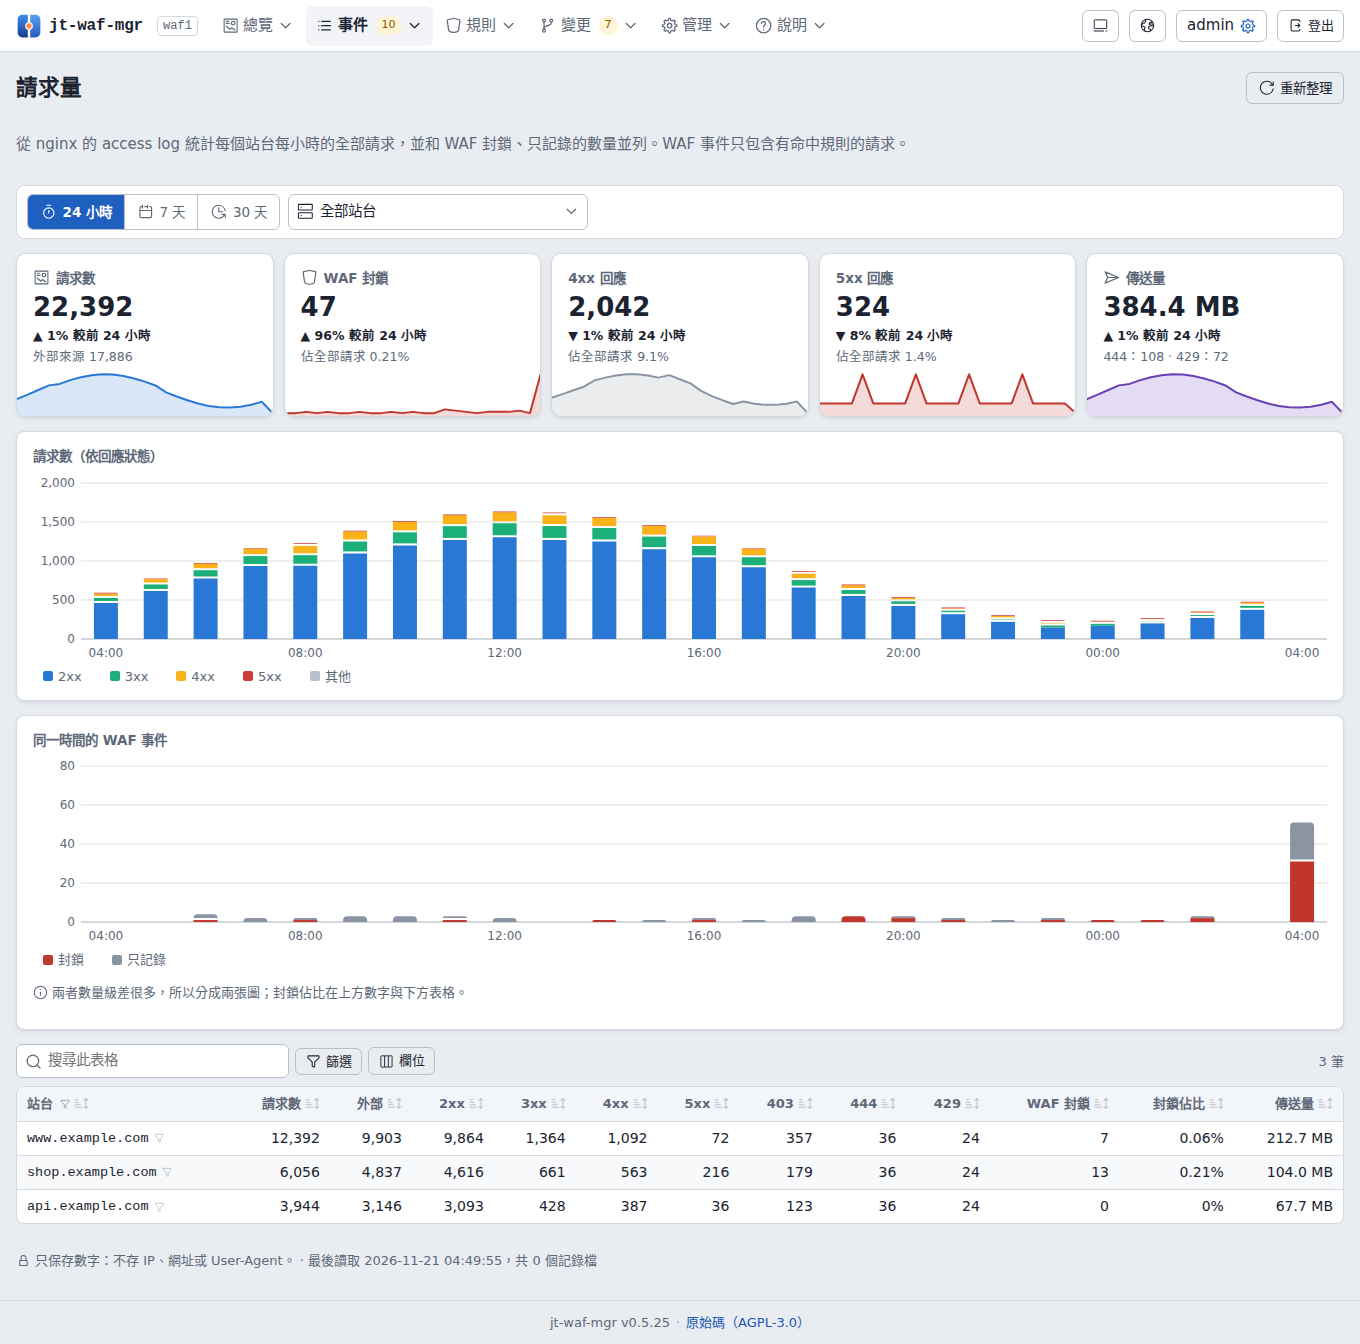 jt-waf-mgr waf1 總覽 事件 10 規則 變更 7 管理 說明 admin 登出
請求量 重新整理
從 nginx 的 access log 統計每個站台每小時的全部請求，並和 WAF 封鎖、只記錄的數量並列。WAF 事件只包含有命中規則的請求。
24 小時 7 天 30 天 全部站台
請求數 WAF 封鎖 4xx 回應 5xx 回應 傳送量
22,392 47 2,042 324 384.4 MB
▲ 1% 較前 24 小時 ▲ 96% 較前 24 小時 ▼ 1% 較前 24 小時 ▼ 8% 較前 24 小時 ▲ 1% 較前 24 小時
外部來源 17,886 佔全部請求 0.21% 佔全部請求 9.1% 佔全部請求 1.4% 444：108 · 429：72
請求數（依回應狀態）
2,000
1,500
1,000
500
0
04:00 08:00 12:00 16:00 20:00 00:00 04:00
2xx 3xx 4xx 5xx 其他
同一時間的 WAF 事件
80
60
40
20
0
04:00 08:00 12:00 16:00 20:00 00:00 04:00
封鎖 只記錄
兩者數量級差很多，所以分成兩張圖；封鎖佔比在上方數字與下方表格。
搜尋此表格 篩選 欄位 3 筆
站台 請求數 外部 2xx 3xx 4xx 5xx 403 444 429 WAF 封鎖 封鎖佔比 傳送量
www.example.com 12,392 9,903 9,864 1,364 1,092 72 357 36 24 7 0.06% 212.7 MB
shop.example.com 6,056 4,837 4,616 661 563 216 179 36 24 13 0.21% 104.0 MB
api.example.com 3,944 3,146 3,093 428 387 36 123 36 24 0 0% 67.7 MB
只保存數字：不存 IP、網址或 User-Agent。 · 最後讀取 2026-11-21 04:49:55，共 0 個記錄檔
jt-waf-mgr v0.5.25 · 原始碼（AGPL-3.0）